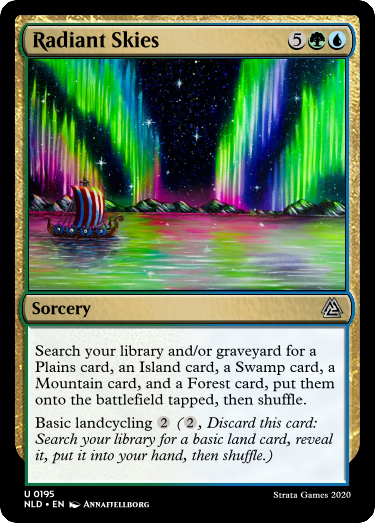 Radiant Skies 5
Sorcery
Search your library and/or graveyard for a
Plains card, an Island card, a Swamp card, a
Mountain card, and a Forest card, put them
onto the battlefield tapped, then shuffle.
Basic landcycling 2 (2, Discard this card:
Search your library for a basic land card, reveal
it, put it into your hand, then shuffle.)
U 0195
NLD • EN AnnaFjellborg Strata Games 2020